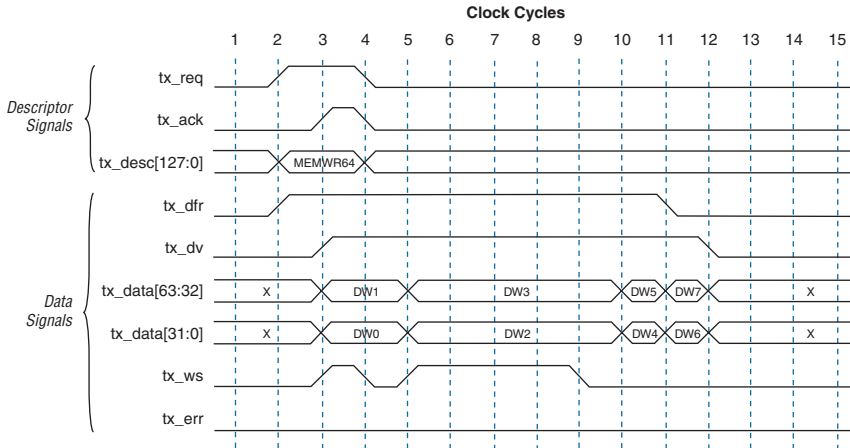 Clock Cycles
1 2 3 4 5 6 7 8 9 10 11 12 13 14 15
Descriptor
Signals
tx_req
tx_ack
tx_desc[127:0] MEMWR64
Data
Signals
tx_dfr
tx_dv
tx_data[63:32] X DW1 DW3 DW5 DW7 X
tx_data[31:0] X DW0 DW2 DW4 DW6 X
tx_ws
tx_err